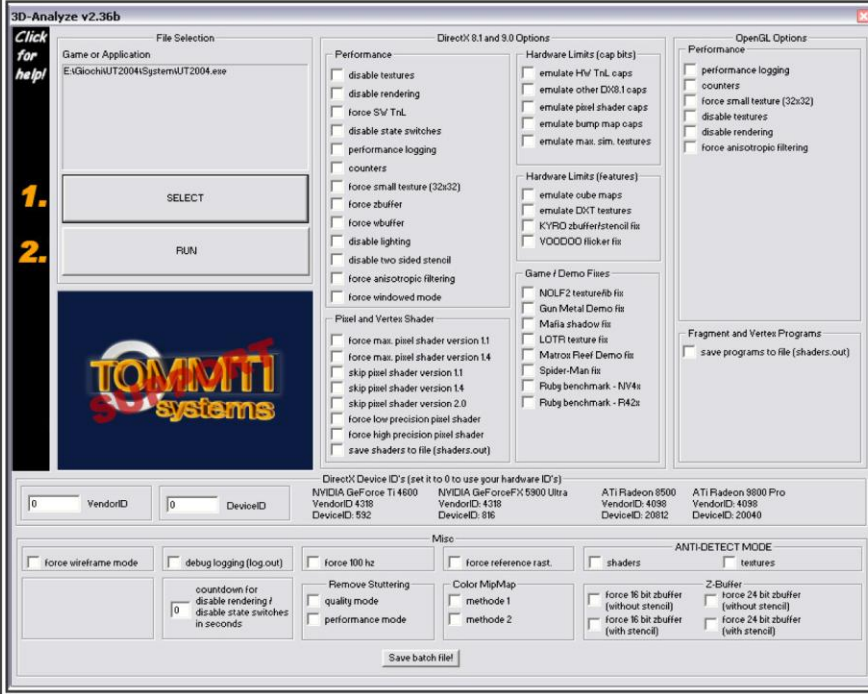 3D-Analyze v2.36b
Click
for
help!
1.
2.
File Selection
Game or Application
E:\Giochi\UT2004\System\UT2004.exe
SELECT
RUN
TOMMTI
SUPPORT
systems
DirectX 8.1 and 9.0 Options
Performance
disable textures
disable rendering
force SW TnL
disable state switches
performance logging
counters
force small texture (32x32)
force zbuffer
force wbuffer
disable lighting
disable two sided stencil
force anisotropic filtering
force windowed mode
Pixel and Vertex Shader
force max. pixel shader version 1.1
force max. pixel shader version 1.4
skip pixel shader version 1.1
skip pixel shader version 1.4
skip pixel shader version 2.0
force low precision pixel shader
force high precision pixel shader
save shaders to file (shaders.out)
Hardware Limits (cap bits)
emulate HW TnL caps
emulate other DX8.1 caps
emulate pixel shader caps
emulate bump map caps
emulate max. sim. textures
Hardware Limits (features)
emulate cube maps
emulate DXT textures
KYRO zbuffer/stencil fix
VOODOO flicker fix
Game / Demo Fixes
NOLF2 texture/ib fix
Gun Metal Demo fix
Mafia shadow fix
LOTR texture fix
Matrox Reef Demo fix
Spider-Man fix
Ruby benchmark - NV4x
Ruby benchmark - R42x
OpenGL Options
Performance
performance logging
counters
force small texture (32x32)
disable textures
disable rendering
force anisotropic filtering
Fragment and Vertex Programs
save programs to file (shaders.out)
DirectX Device ID's (set it to 0 to use your hardware ID's)
0 VendorID
0 DeviceID
NVIDIA GeForce Ti 4600
VendorID 4318
DeviceID: 592
NVIDIA GeForceFX 5900 Ultra
VendorID: 4318
DeviceID: 816
ATi Radeon 8500
VendorID: 4098
DeviceID: 20812
ATi Radeon 9800 Pro
VendorID: 4098
DeviceID: 20040
Misc
force wireframe mode
debug logging (log.out)
force 100 hz
force reference rast.
ANTI-DETECT MODE
shaders
textures
0
countdown for
disable rendering /
disable state switches
in seconds
Remove Stuttering
quality mode
performance mode
Color MipMap
methode 1
methode 2
Z-Buffer
force 16 bit zbuffer
(without stencil)
force 24 bit zbuffer
(without stencil)
force 16 bit zbuffer
(with stencil)
force 24 bit zbuffer
(with stencil)
Save batch file!